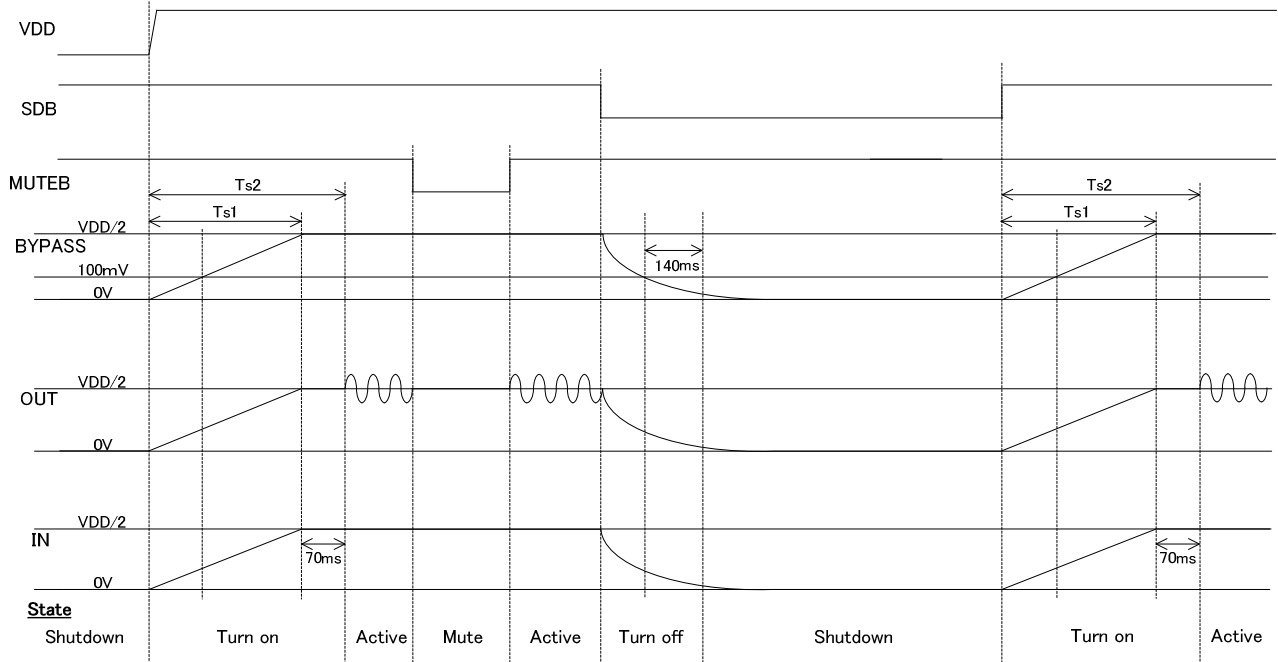 VDD
SDB
MUTEB
Ts2
Ts2
Ts1
Ts1
VDD/2
BYPASS
140ms
100mV
0V
VDD/2
OUT
0V
VDD/2
IN
70ms
70ms
0V
State
Shutdown Turn on Active Mute Active Turn off Shutdown Turn on Active